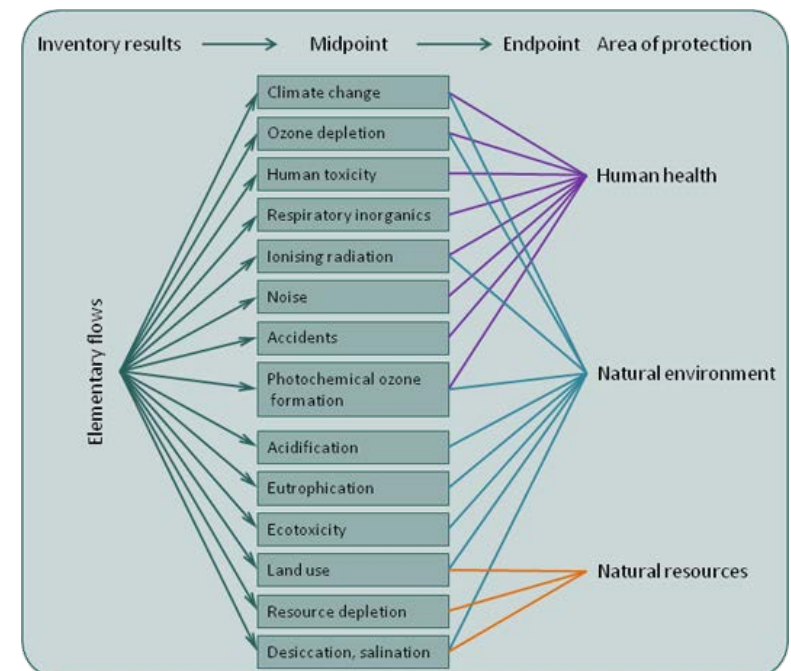 Inventory results
Midpoint
Endpoint
Area of protection
Climate change
Ozone depletion
Human toxicity
Respiratory inorganics
Ionising radiation
Noise
Accidents
Photochemical ozone
formation
Acidification
Eutrophication
Ecotoxicity
Land use
Resource depletion
Desiccation, salination
Elementary flows
Human health
Natural environment
Natural resources